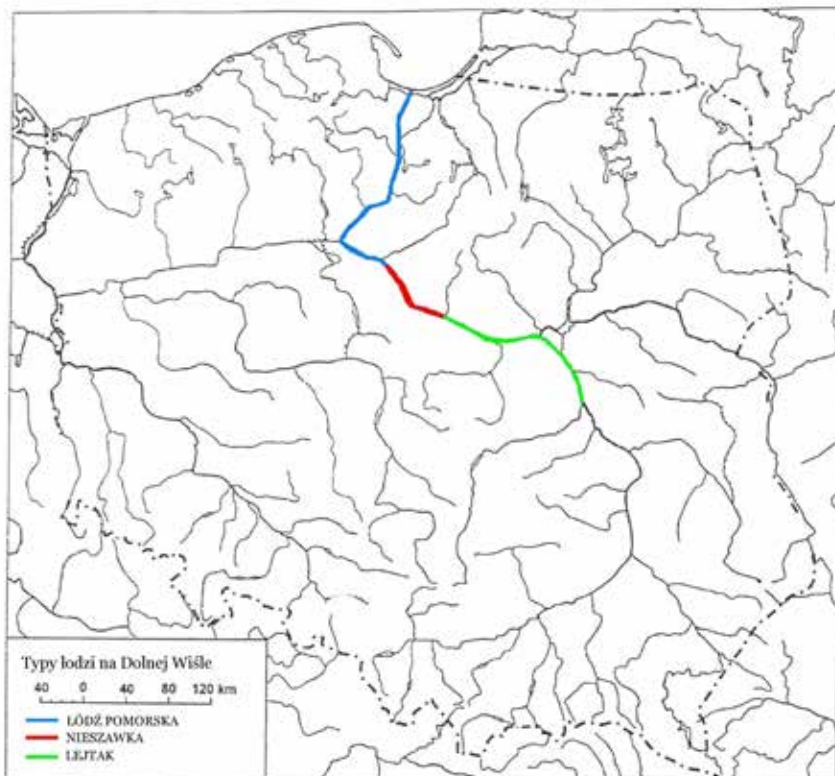 Typy łodzi na Dolnej Wiśle
40 0 40 80 120 km
ŁÓDŹ POMORSKA
NIESZAWKA
LEJTAK